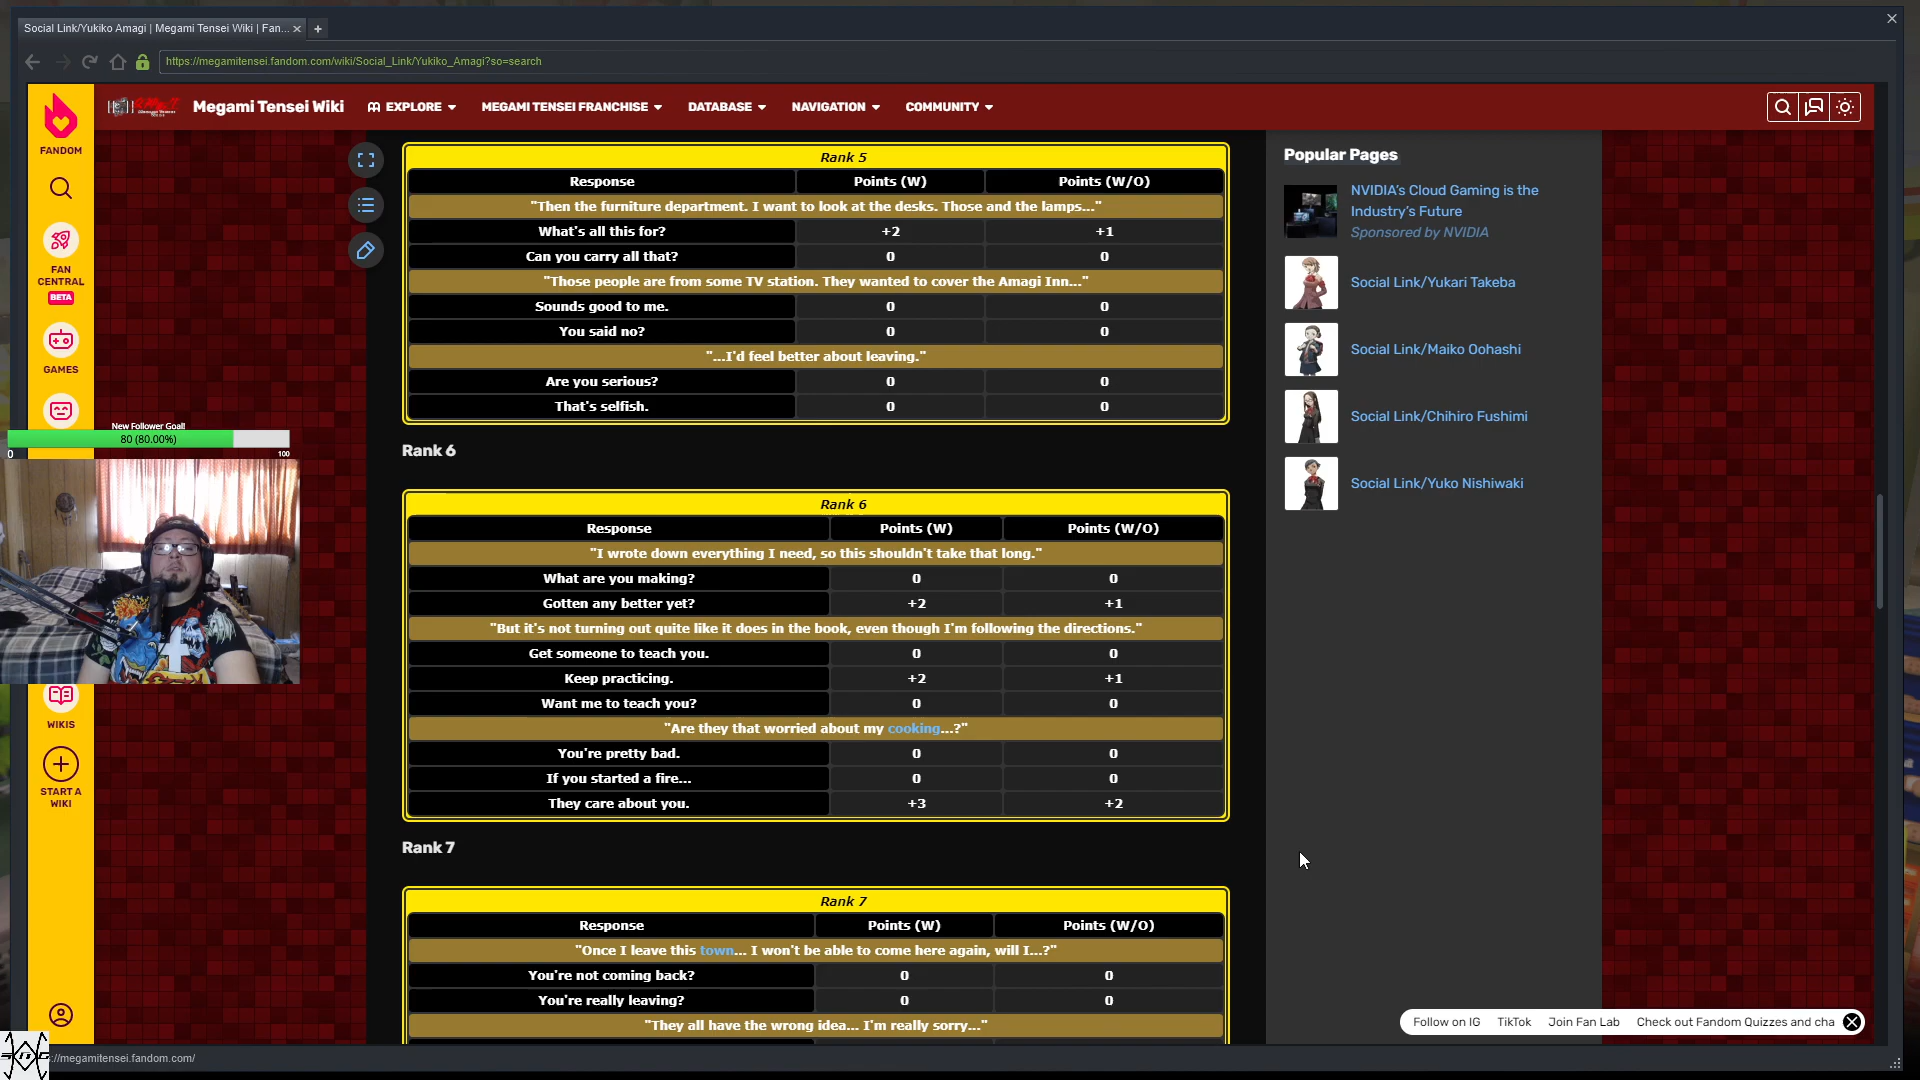 Social Link/Yukiko Amagi | Megami Tensei Wiki | Fan...
https://megamitensei.fandom.com/wiki/Social_Link/Yukiko_Amagi?so=search
FANDOM
FAN CENTRAL
BETA
GAMES
WIKIS
START A WIKI
Megami Tensei Wiki
EXPLORE
MEGAMI TENSEI FRANCHISE
DATABASE
NAVIGATION
COMMUNITY
Rank 5
Response Points (W) Points (W/O)
"Then the furniture department. I want to look at the desks. Those and the lamps..."
What's all this for? +2 +1
Can you carry all that? 0 0
"Those people are from some TV station. They wanted to cover the Amagi Inn..."
Sounds good to me. 0 0
You said no? 0 0
"...I'd feel better about leaving."
Are you serious? 0 0
That's selfish. 0 0
Rank 6
Rank 6
Response Points (W) Points (W/O)
"I wrote down everything I need, so this shouldn't take that long."
What are you making? 0 0
Gotten any better yet? +2 +1
"But it's not turning out quite like it does in the book, even though I'm following the directions."
Get someone to teach you. 0 0
Keep practicing. +2 +1
Want me to teach you? 0 0
"Are they that worried about my cooking...?"
You're pretty bad. 0 0
If you started a fire... 0 0
They care about you. +3 +2
Rank 7
Rank 7
Response Points (W) Points (W/O)
"Once I leave this town... I won't be able to come here again, will I...?"
You're not coming back? 0 0
You're really leaving? 0 0
"They all have the wrong idea... I'm really sorry..."
Popular Pages
NVIDIA's Cloud Gaming is the
Industry's Future
Sponsored by NVIDIA
Social Link/Yukari Takeba
Social Link/Maiko Oohashi
Social Link/Chihiro Fushimi
Social Link/Yuko Nishiwaki
New Follower Goal!
80 (80.00%)
0 100
Follow on IG TikTok Join Fan Lab Check out Fandom Quizzes and cha
://megamitensei.fandom.com/